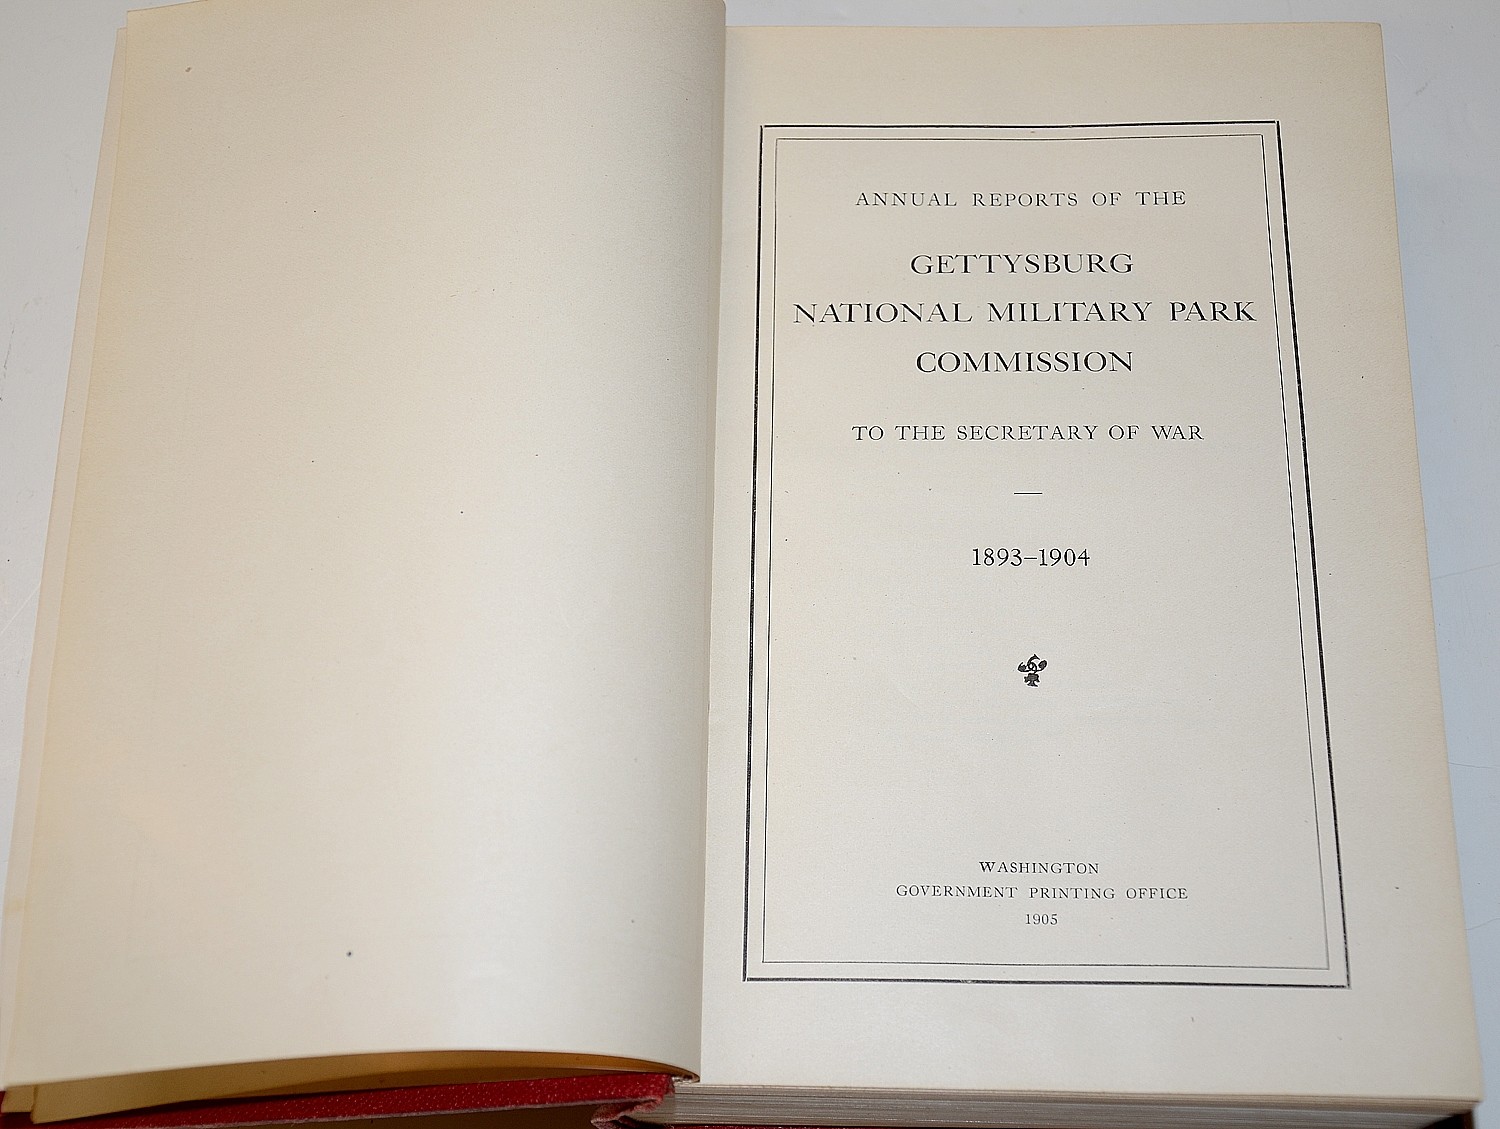 ANNUAL REPORTS OF THE
GETTYSBURG
NATIONAL MILITARY PARK
COMMISSION
TO THE SECRETARY OF WAR
1893–1904
WASHINGTON
GOVERNMENT PRINTING OFFICE
1905